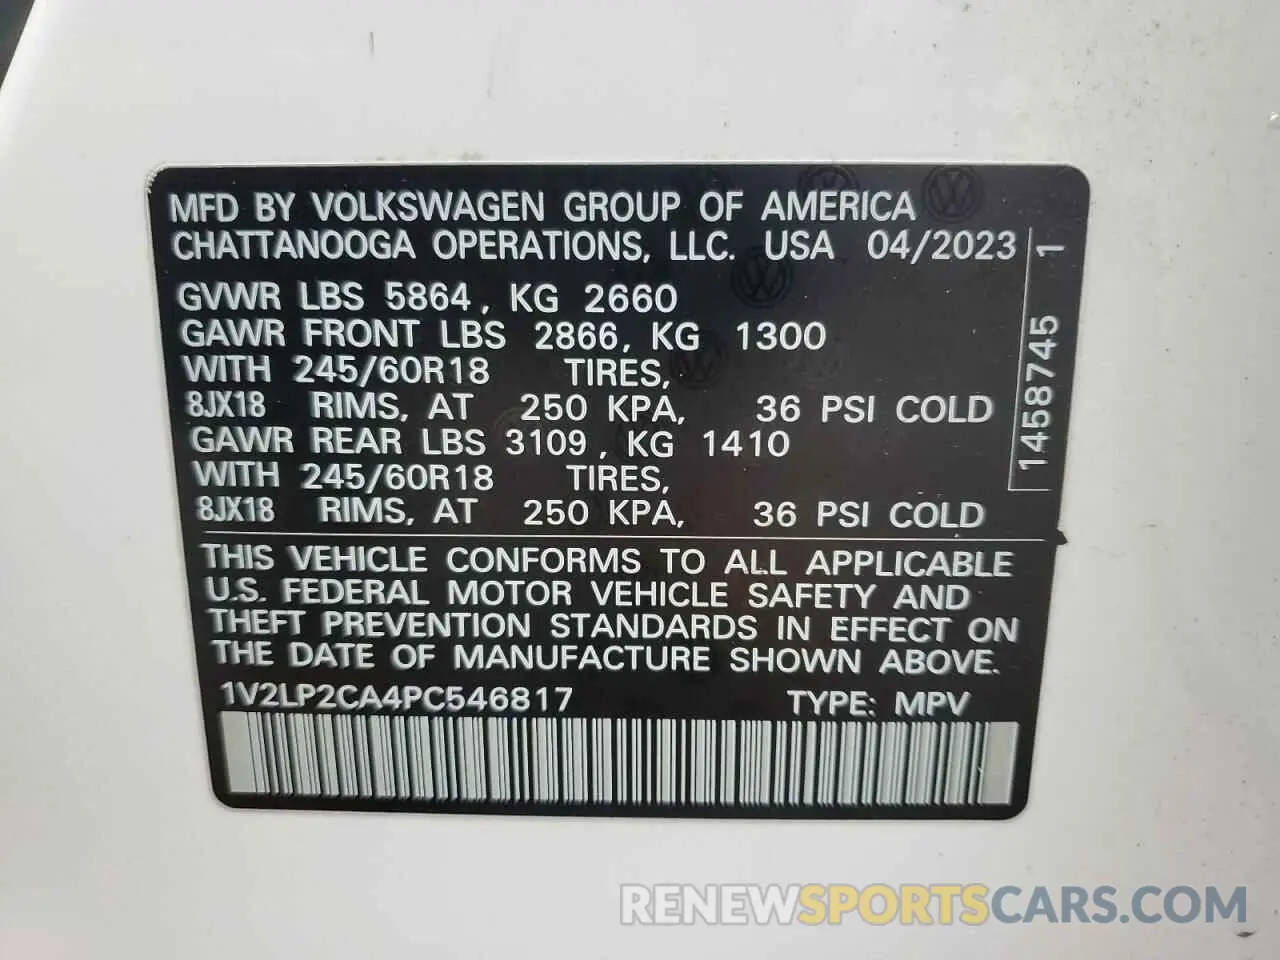 MFD BY VOLKSWAGEN GROUP OF AMERICA
CHATTANOOGA OPERATIONS, LLC. USA 04/2023
GVWR LBS 5864, KG 2660
GAWR FRONT LBS 2866, KG 1300
WITH 245/60R18 TIRES,
8JX18 RIMS, AT 250 KPA, 36 PSI COLD
GAWR REAR LBS 3109, KG 1410
WITH 245/60R18 TIRES,
8JX18 RIMS, AT 250 KPA, 36 PSI COLD
1458745 1
THIS VEHICLE CONFORMS TO ALL APPLICABLE
U.S. FEDERAL MOTOR VEHICLE SAFETY AND
THEFT PREVENTION STANDARDS IN EFFECT ON
THE DATE OF MANUFACTURE SHOWN ABOVE.
1V2LP2CA4PC546817 TYPE: MPV
RENEWSPORTSCARS.COM